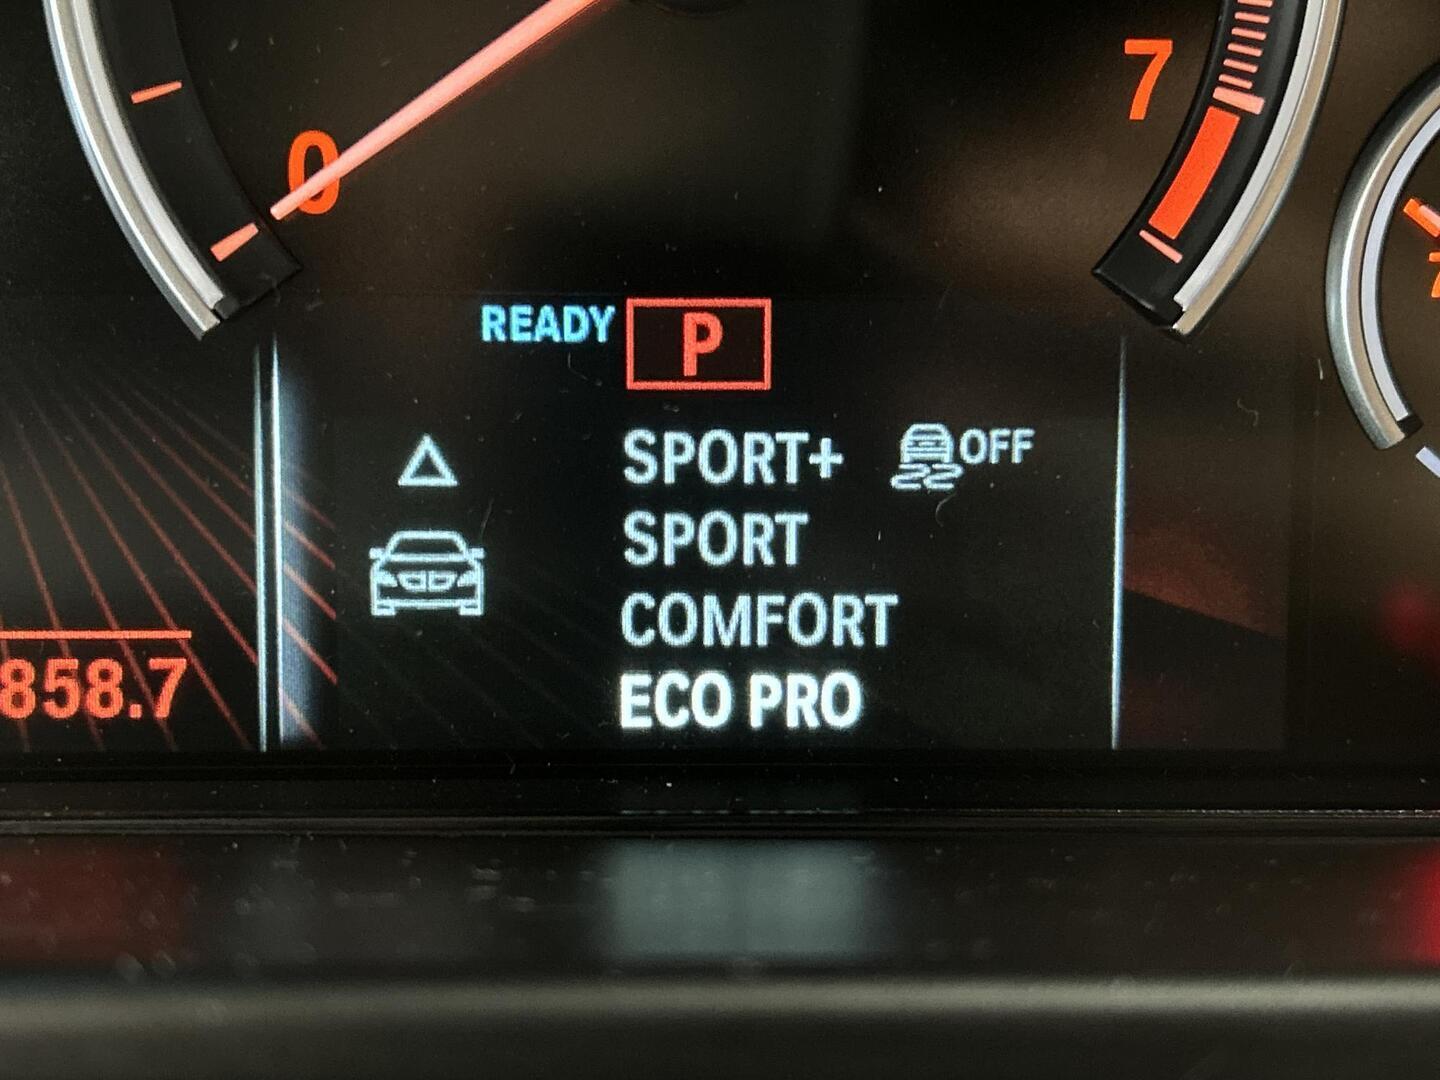 0
7
READY P
SPORT+ OFF
SPORT
COMFORT
858.7
ECO PRO